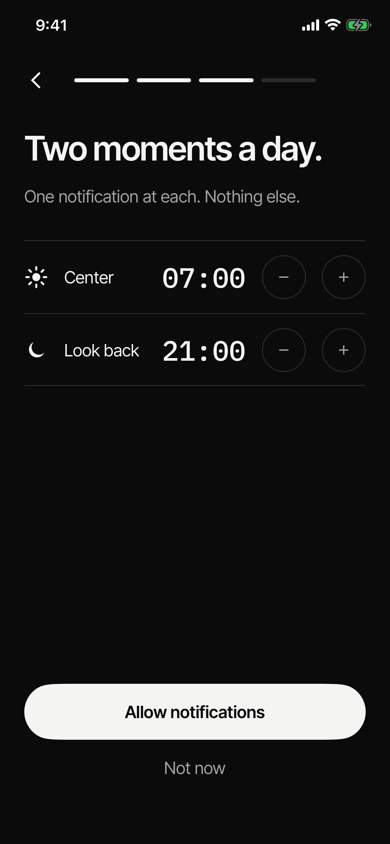 9:41
Two moments a day.
One notification at each. Nothing else.
Center 07:00 − +
Look back 21:00 − +
Allow notifications
Not now